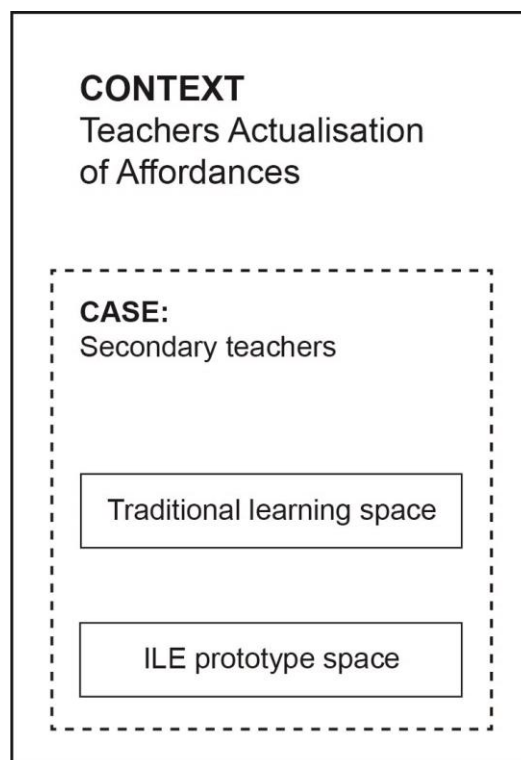 CONTEXT
Teachers Actualisation
of Affordances
CASE:
Secondary teachers
Traditional learning space
ILE prototype space